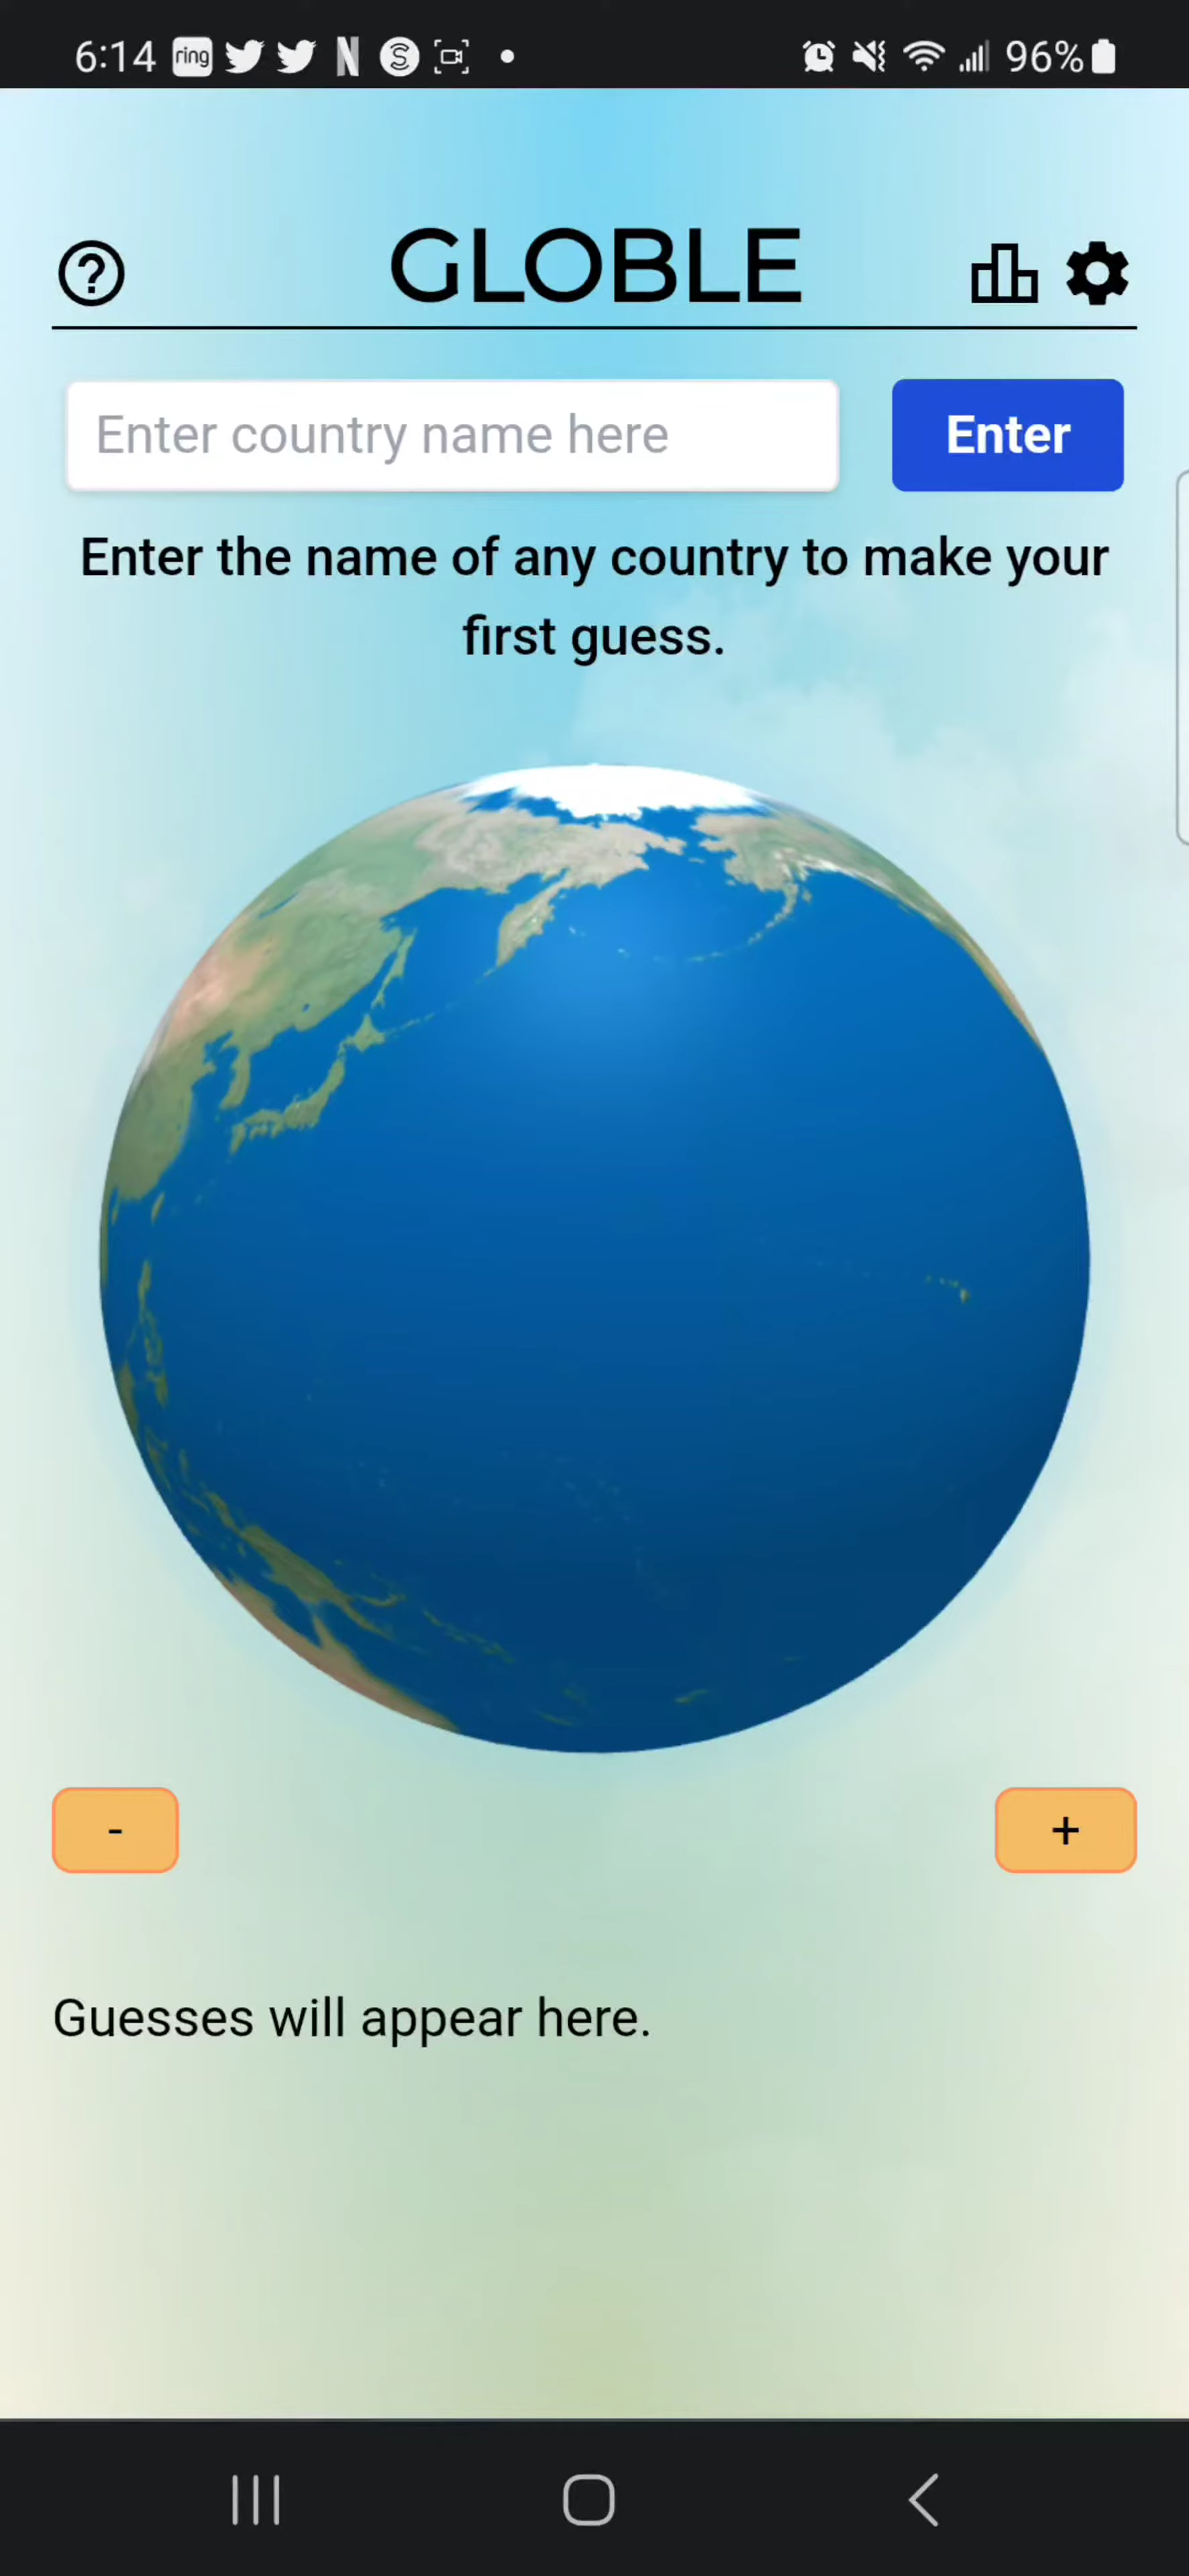 6:14 ring 96%
GLOBLE
Enter country name here
Enter
Enter the name of any country to make your
first guess.
- +
Guesses will appear here.